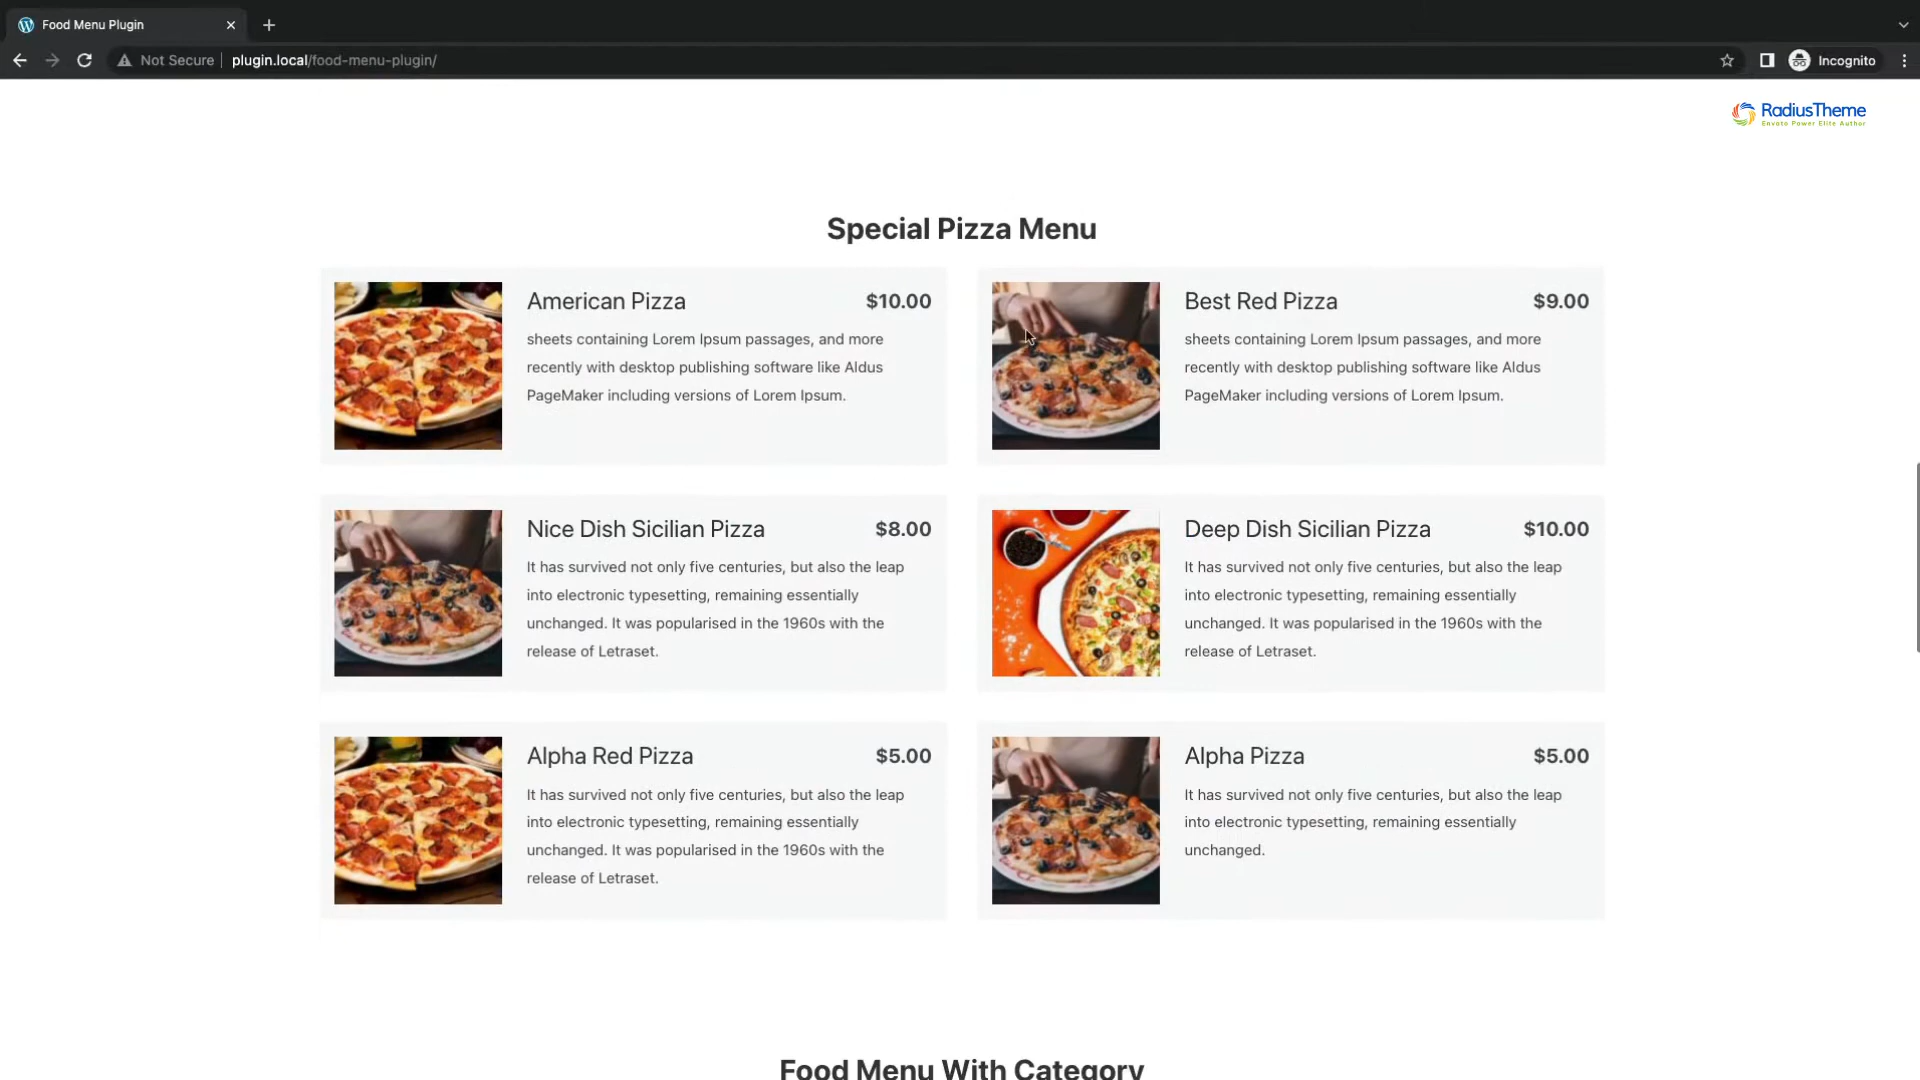 Food Menu Plugin
Not Secure
plugin.local/food-menu-plugin/
Incognito
RadiusTheme
Envato Power Elite Author
Special Pizza Menu
American Pizza $10.00
sheets containing Lorem Ipsum passages, and more
recently with desktop publishing software like Aldus
PageMaker including versions of Lorem Ipsum.
Best Red Pizza $9.00
sheets containing Lorem Ipsum passages, and more
recently with desktop publishing software like Aldus
PageMaker including versions of Lorem Ipsum.
Nice Dish Sicilian Pizza $8.00
It has survived not only five centuries, but also the leap
into electronic typesetting, remaining essentially
unchanged. It was popularised in the 1960s with the
release of Letraset.
Deep Dish Sicilian Pizza $10.00
It has survived not only five centuries, but also the leap
into electronic typesetting, remaining essentially
unchanged. It was popularised in the 1960s with the
release of Letraset.
Alpha Red Pizza $5.00
It has survived not only five centuries, but also the leap
into electronic typesetting, remaining essentially
unchanged. It was popularised in the 1960s with the
release of Letraset.
Alpha Pizza $5.00
It has survived not only five centuries, but also the leap
into electronic typesetting, remaining essentially
unchanged.
Food Menu With Category